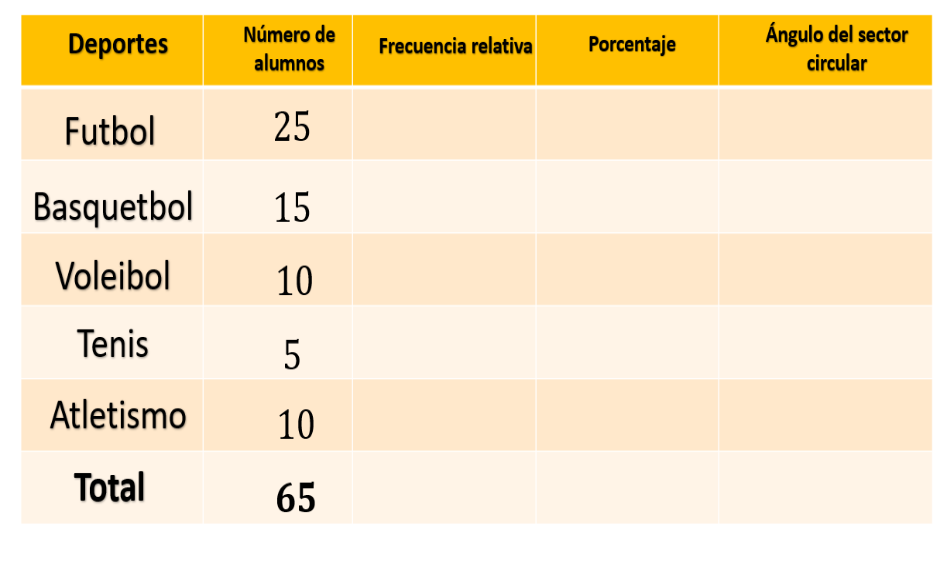 Deportes
Número de
alumnos
Frecuencia relativa
Porcentaje
Ángulo del sector
circular
Futbol
25
Basquetbol
15
Voleibol
10
Tenis
5
Atletismo
10
Total
65